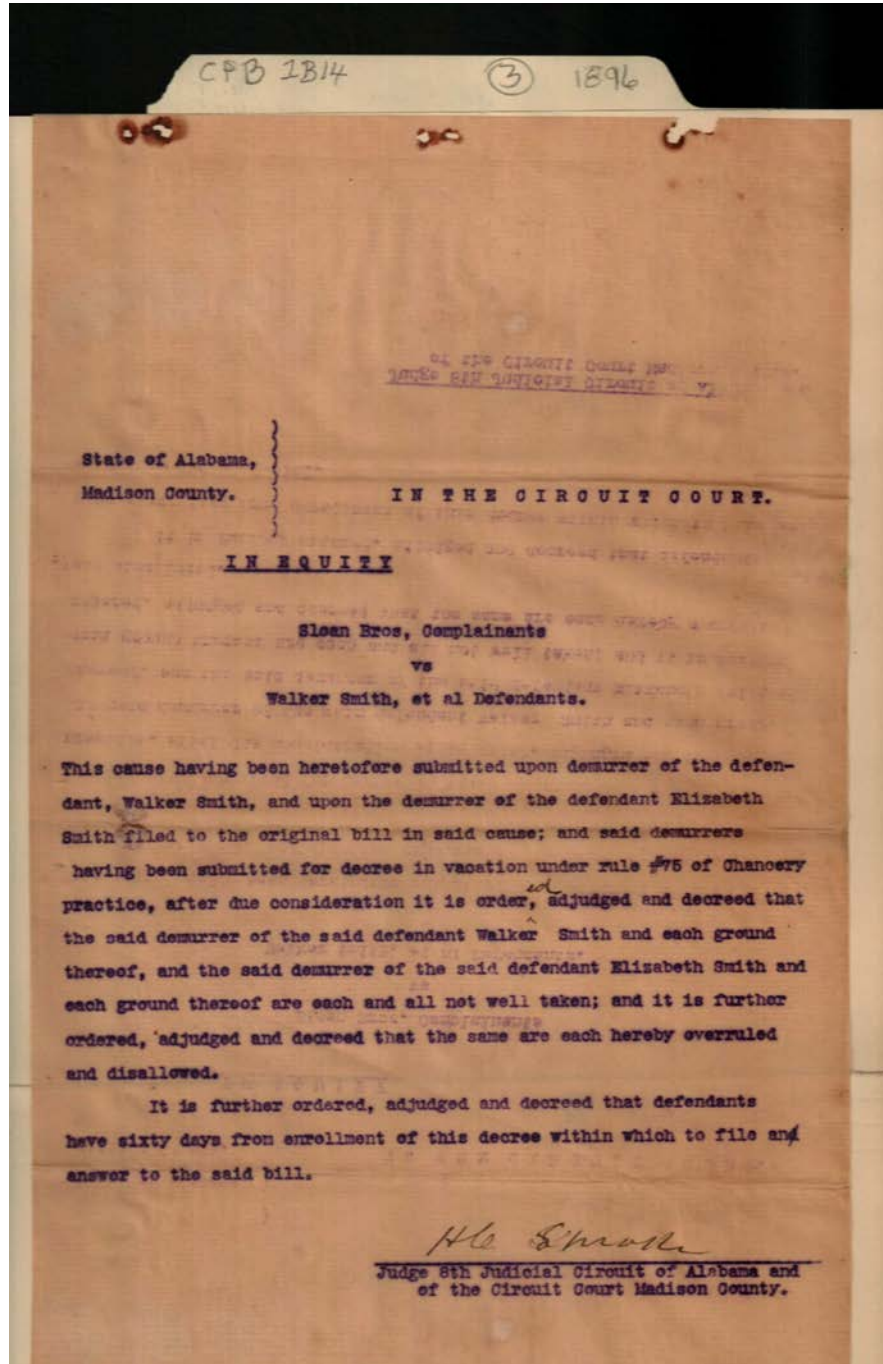 CPB 2B14 3 1896
State of Alabama,
Madison County.
IN THE CIRCUIT COURT.
IN EQUITY
Sloan Bros, Complainants
vs
Walker Smith, et al Defendants.
This cause having been heretofore submitted upon demurrer of the defen-
dant, Walker Smith, and upon the demurrer of the defendant Elizabeth
Smith filed to the original bill in said cause; and said demurrers
having been submitted for decree in vacation under rule #75 of Chancery
practice, after due consideration it is order,ed adjudged and decreed that
the said demurrer of the said defendant Walker Smith and each ground
thereof, and the said demurrer of the said defendant Elizabeth Smith and
each ground thereof are each and all not well taken; and it is further
ordered, adjudged and decreed that the same are each hereby overruled
and disallowed.
It is further ordered, adjudged and decreed that defendants
have sixty days from enrollment of this decree within which to file an
answer to the said bill.
Judge 8th Judicial Circuit of Alabama and
of the Circuit Court Madison County.